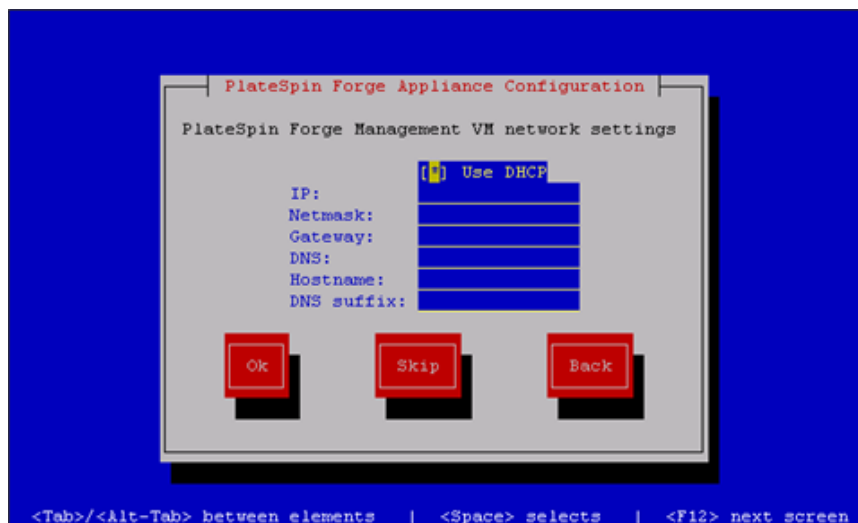 PlateSpin Forge Appliance Configuration
PlateSpin Forge Management VM network settings
[*] Use DHCP
IP:
Netmask:
Gateway:
DNS:
Hostname:
DNS suffix:
Ok Skip Back
<Tab>/<Alt-Tab> between elements | <Space> selects | <F12> next screen